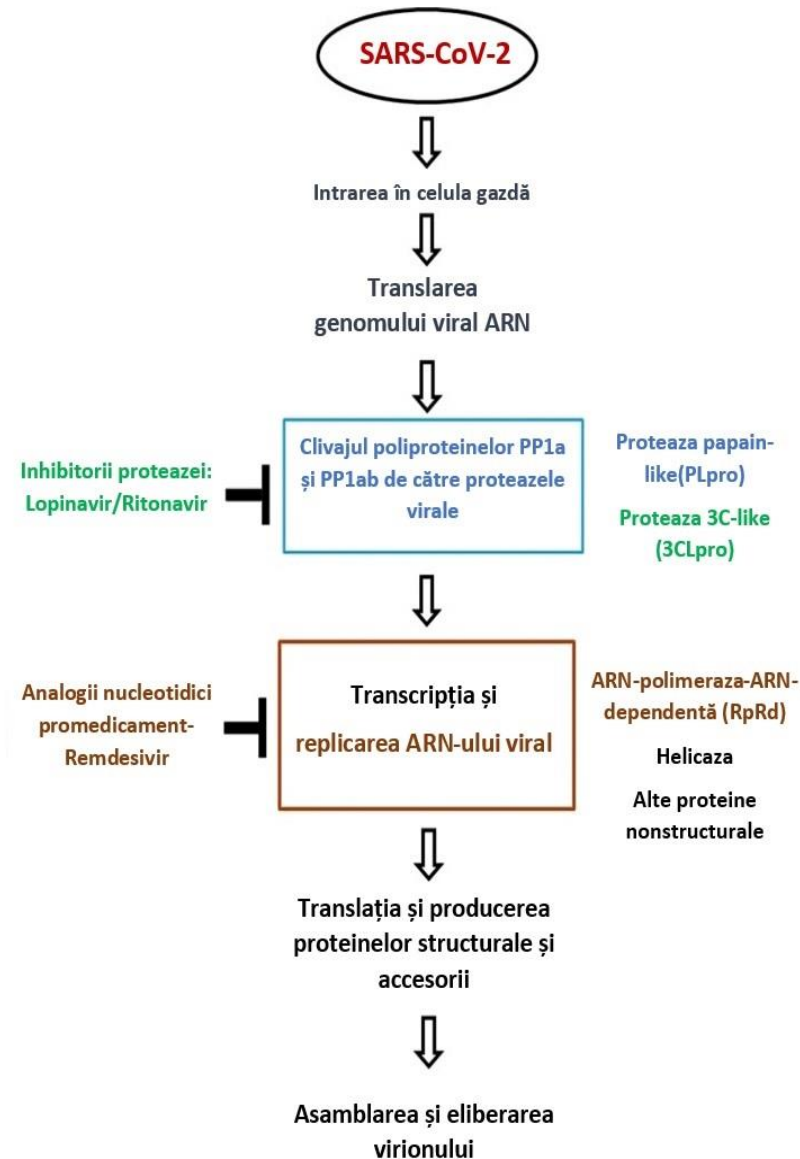 SARS-CoV-2
Intrarea în celula gazdă
Translarea
genomului viral ARN
Inhibitorii proteazei:
Lopinavir/Ritonavir
Clivajul poliproteinelor PP1a
și PP1ab de către proteazele
virale
Proteaza papain-
like(PLpro)
Proteaza 3C-like
(3CLpro)
Analogii nucleotidici
promedicament-
Remdesivir
Transcripția și
replicarea ARN-ului viral
ARN-polimeraza-ARN-
dependentă (RpRd)
Helicaza
Alte proteine
nonstructurale
Translația și producerea
proteinelor structurale și
accesorii
Asamblarea și eliberarea
virionului